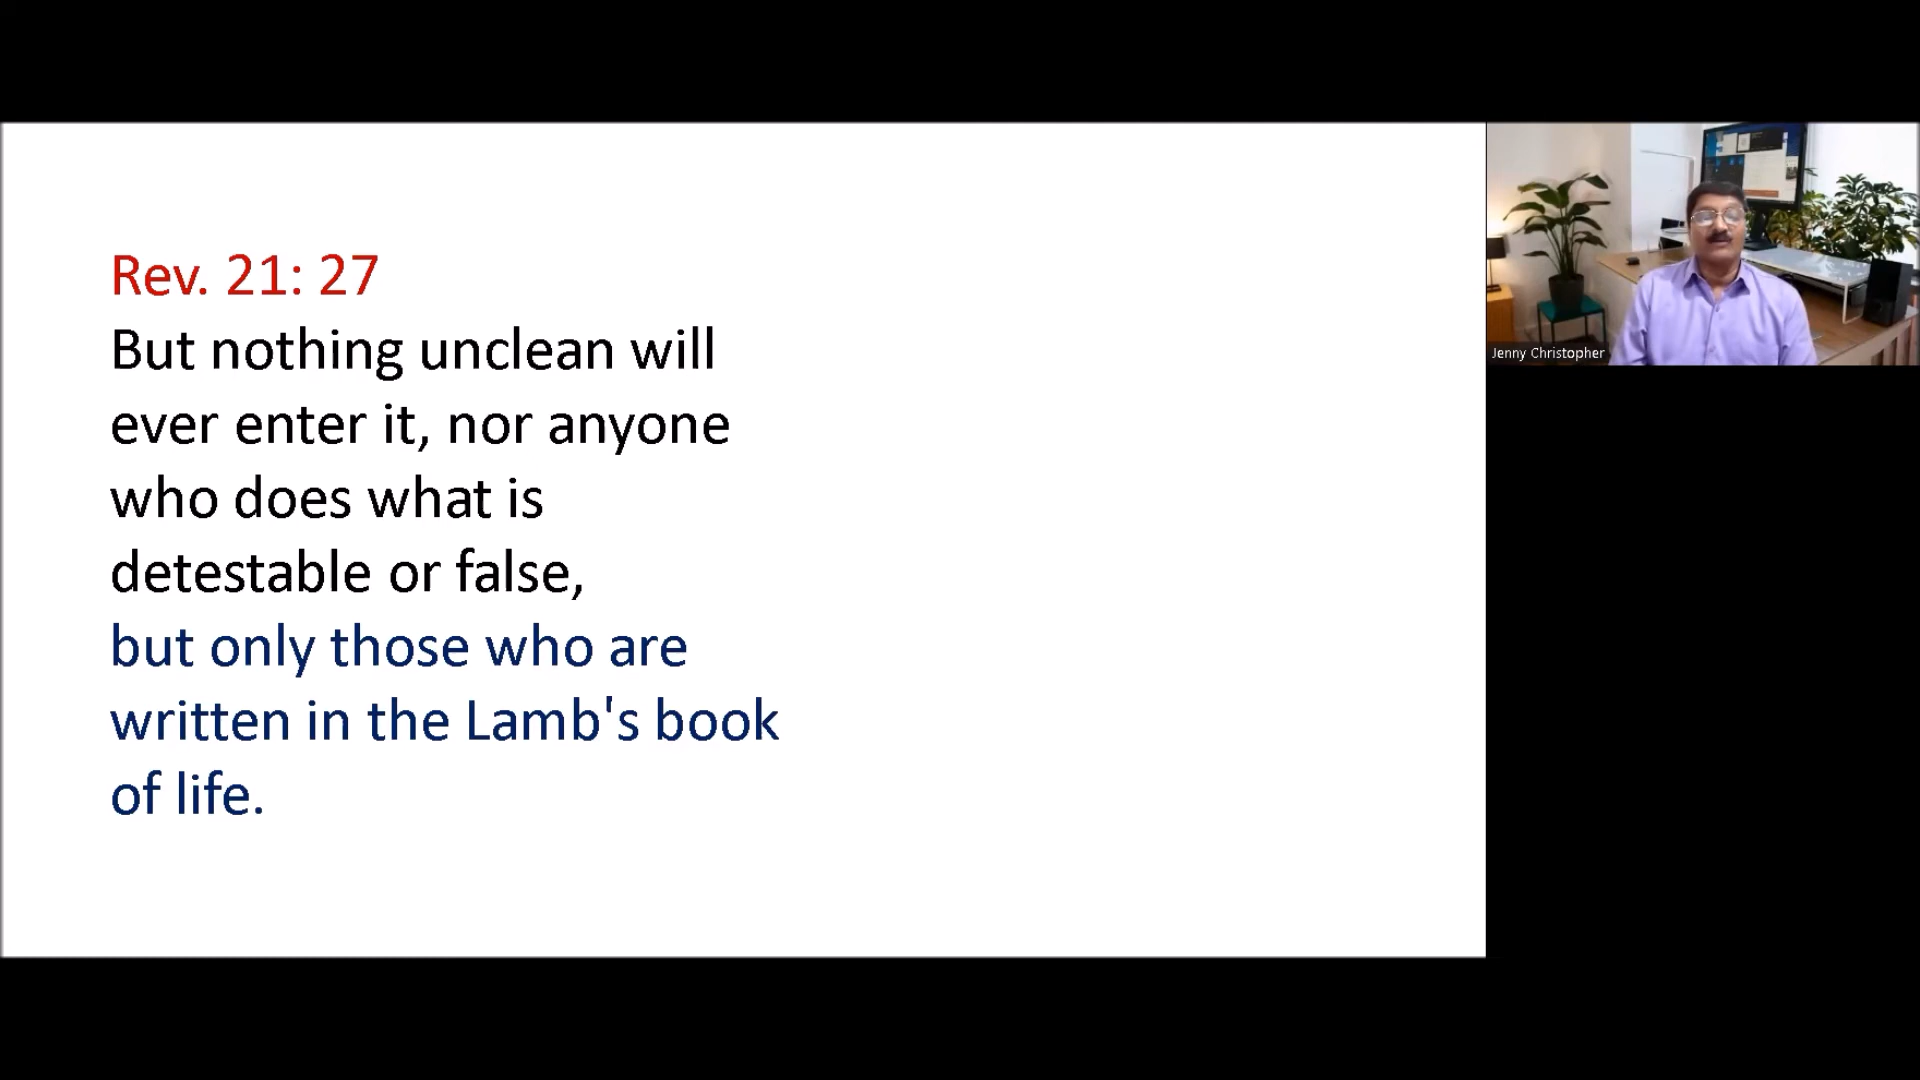 Rev. 21: 27
But nothing unclean will
ever enter it, nor anyone
who does what is
detestable or false,
but only those who are
written in the Lamb's book
of life.
Jenny Christopher